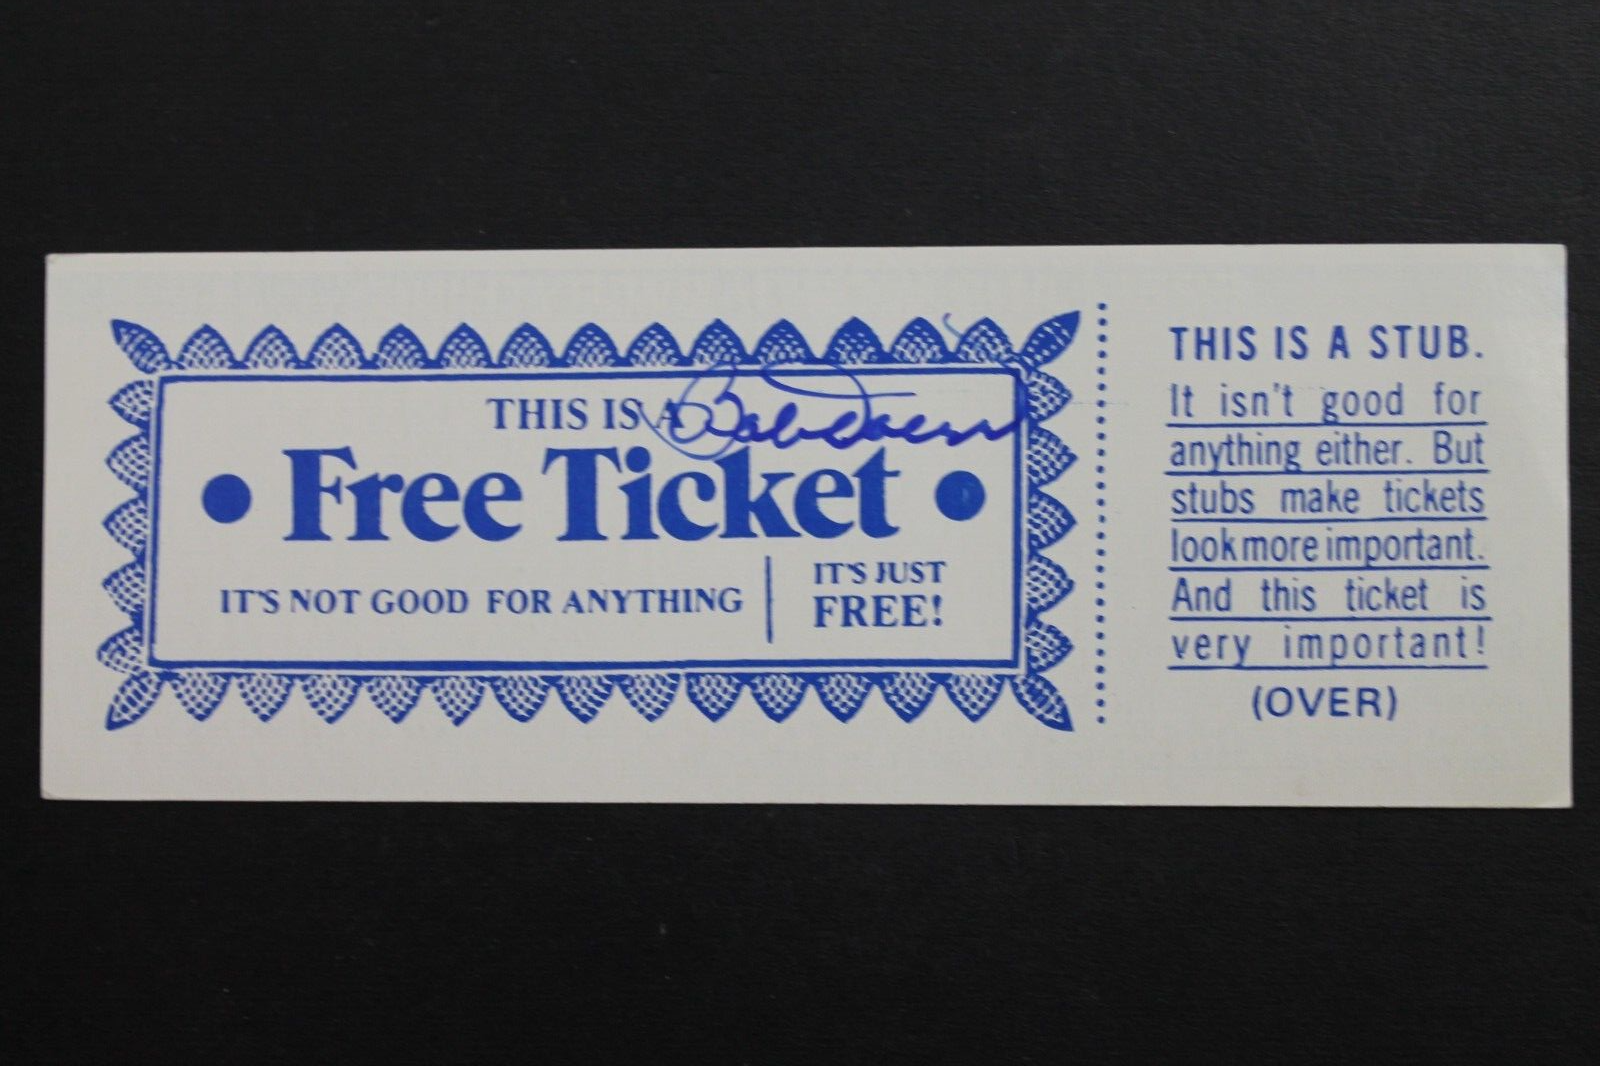 THIS IS A
Free Ticket
IT'S NOT GOOD FOR ANYTHING
IT'S JUST
FREE!
THIS IS A STUB.
It isn't good for
anything either. But
stubs make tickets
look more important.
And this ticket is
very important!
(OVER)